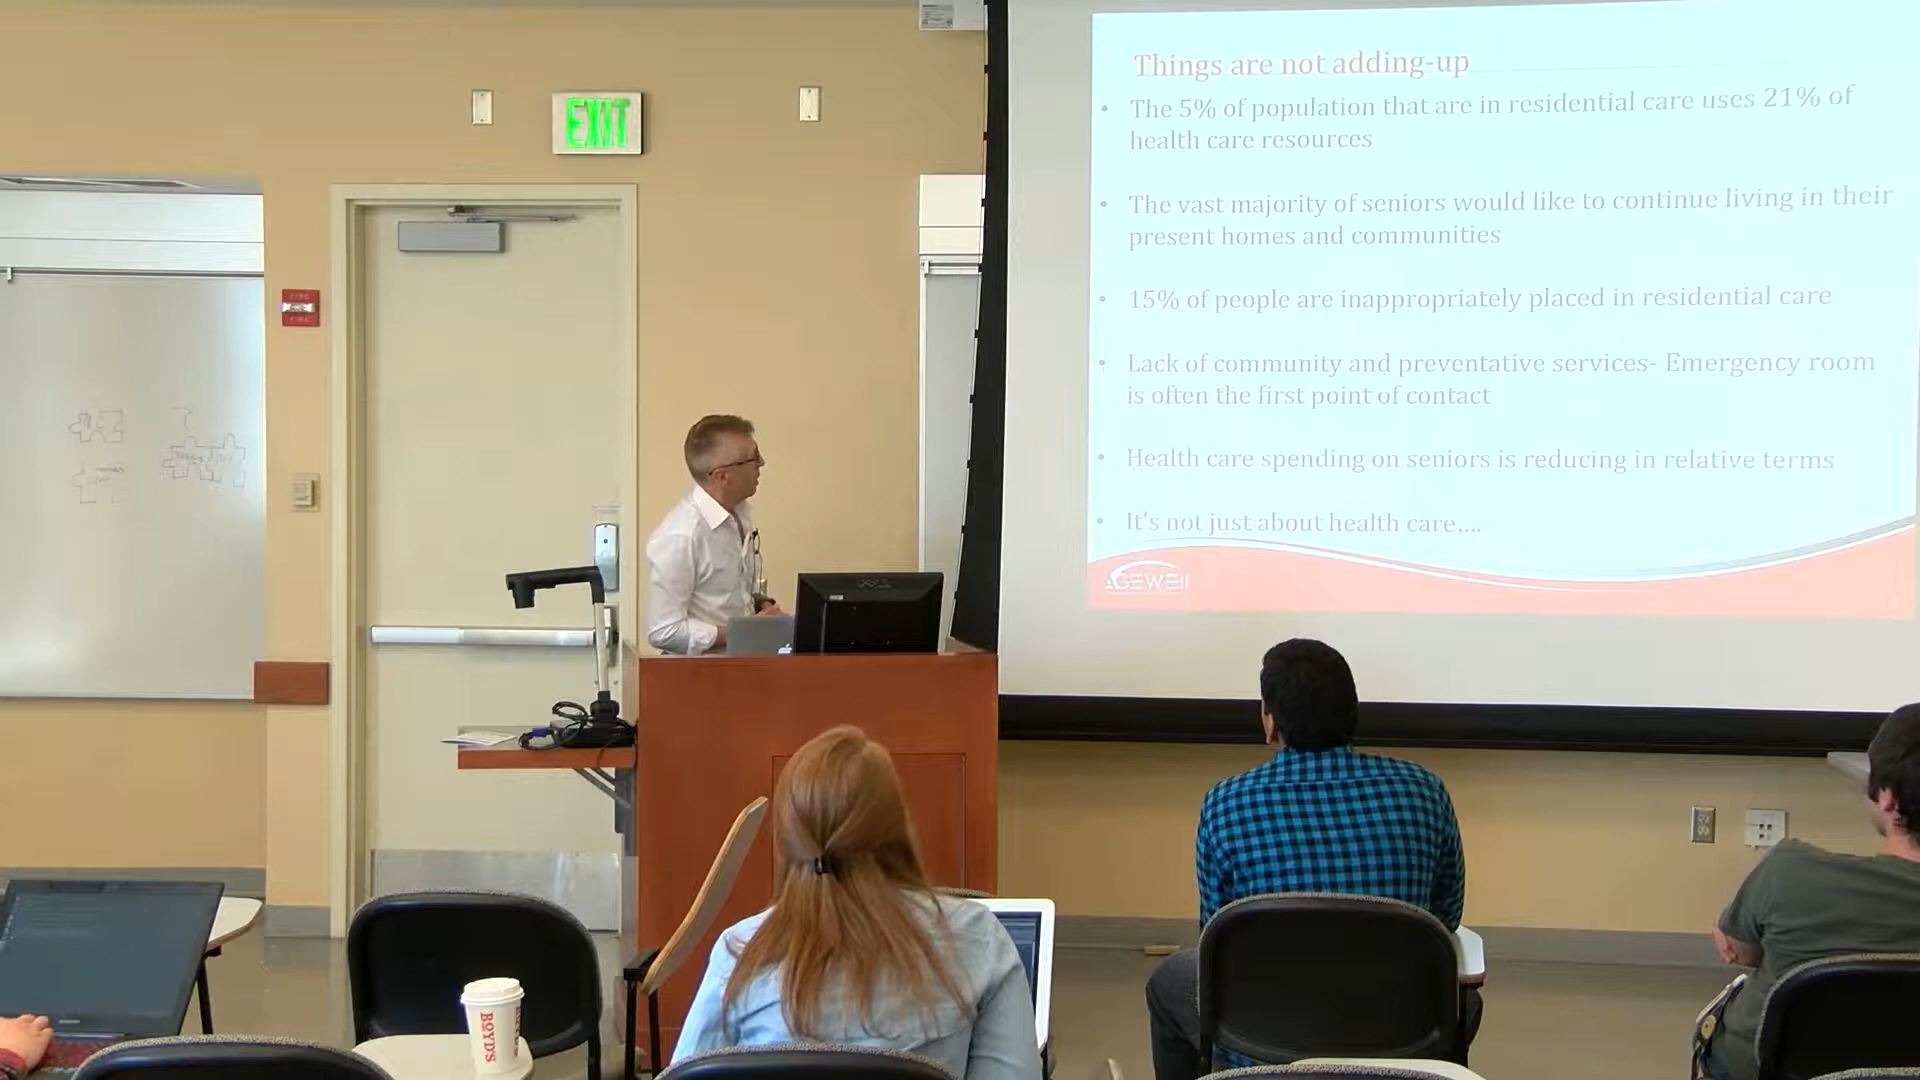 Things are not adding-up
• The 5% of population that are in residential care uses 21% of
health care resources
• The vast majority of seniors would like to continue living in their
present homes and communities
• 15% of people are inappropriately placed in residential care
• Lack of community and preventative services- Emergency room
is often the first point of contact
• Health care spending on seniors is reducing in relative terms
• It's not just about health care....
AGEWEll
EXIT
FIRE
DELL
BOYD'S